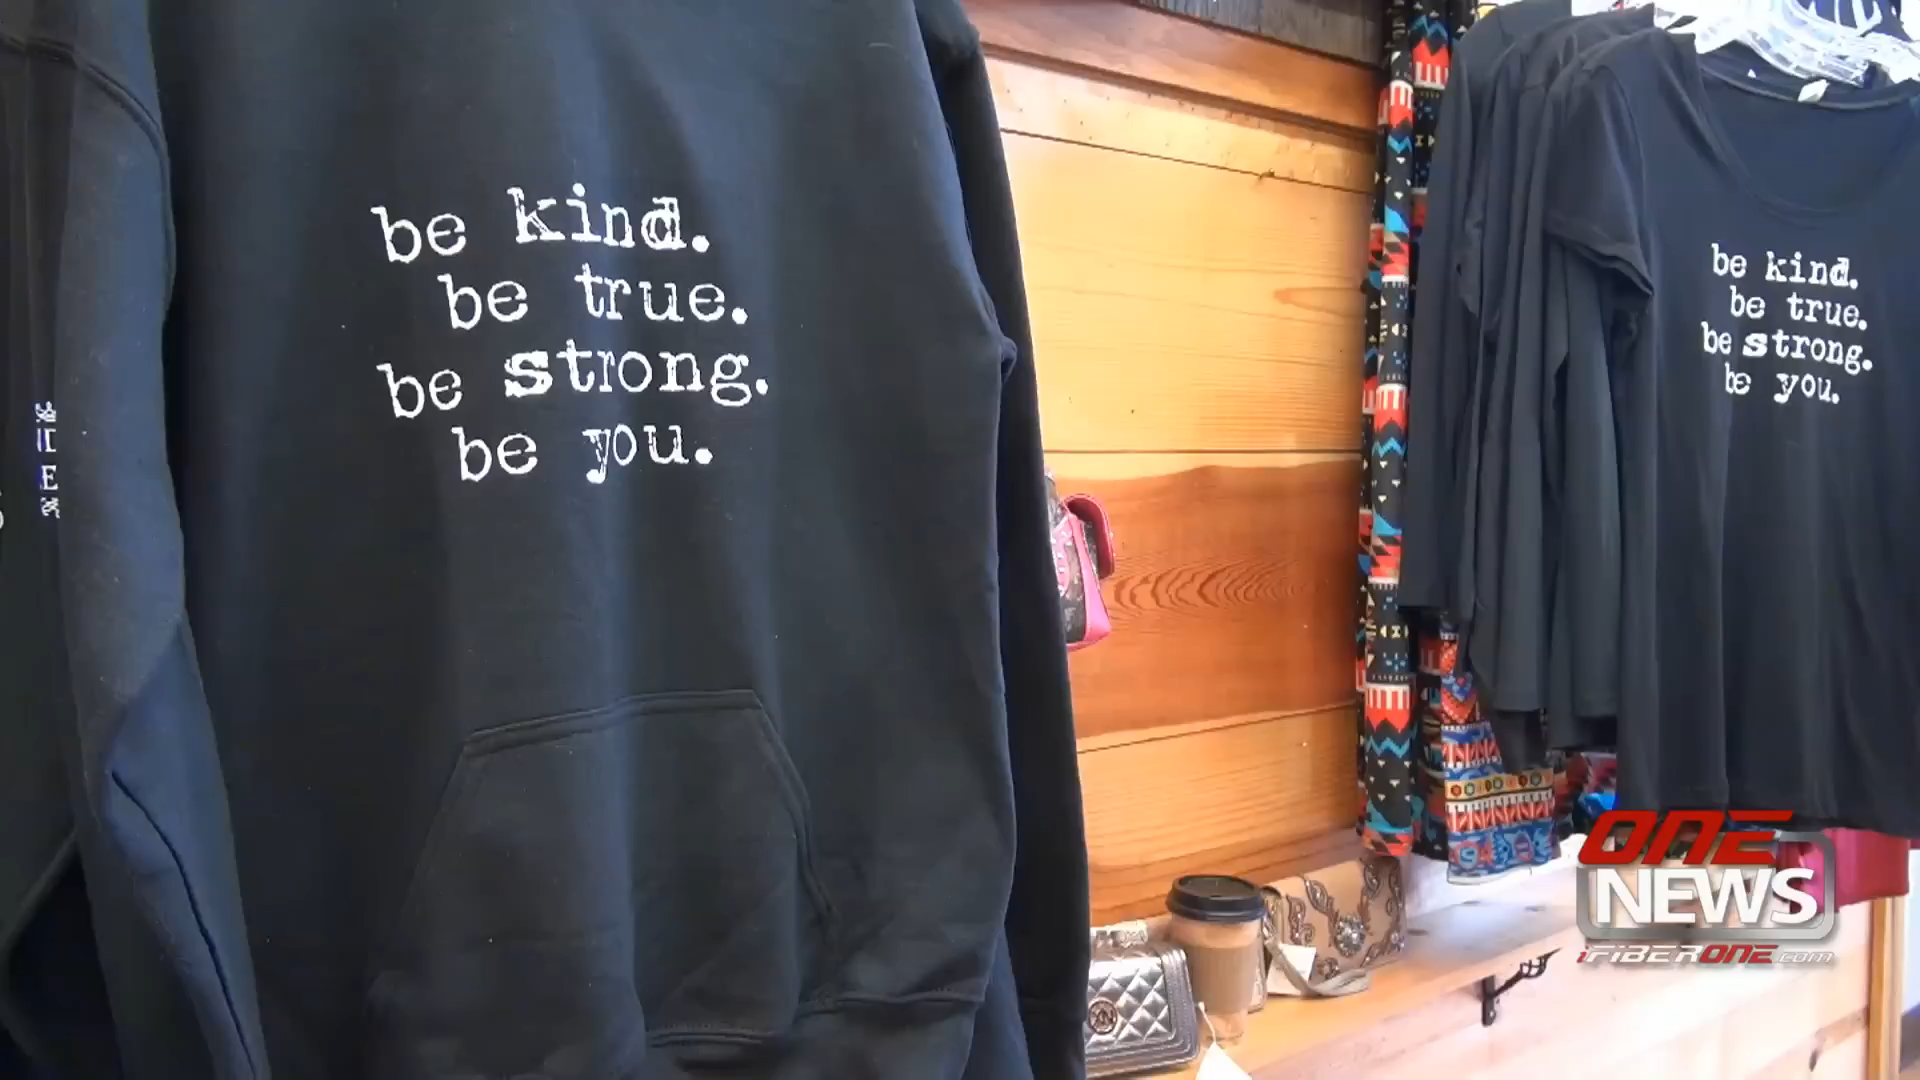 be kind.
be true.
be strong.
be you.
be kind.
be true.
be strong.
be you.
ONE
NEWS
iFIBERONE.COM